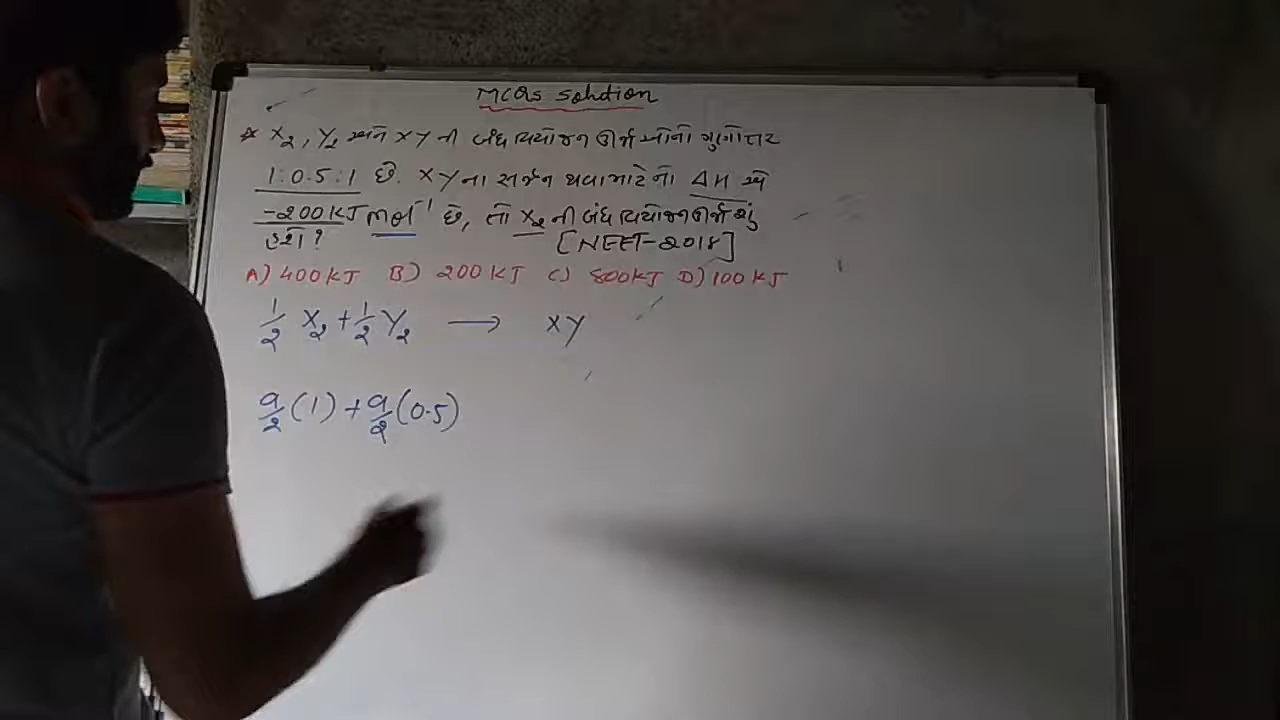 MCQs solution
* X₂, Y₂ અને XY ની બંધ વિયોજન ઊર્જાઓનો ગુણોત્તર
1:0.5:1 છે. XY ના સર્જન થવા માટેનો ΔH એ
-200 KJ mol⁻¹ છે, તો X₂ ની બંધ વિયોજન ઊર્જા શું
હશે? [NEET-2018]
A) 400 KJ B) 200 KJ C) 800 KJ D) 100 KJ
1/2 X₂ + 1/2 Y₂ → XY
a/2 (1) + a/2 (0.5)